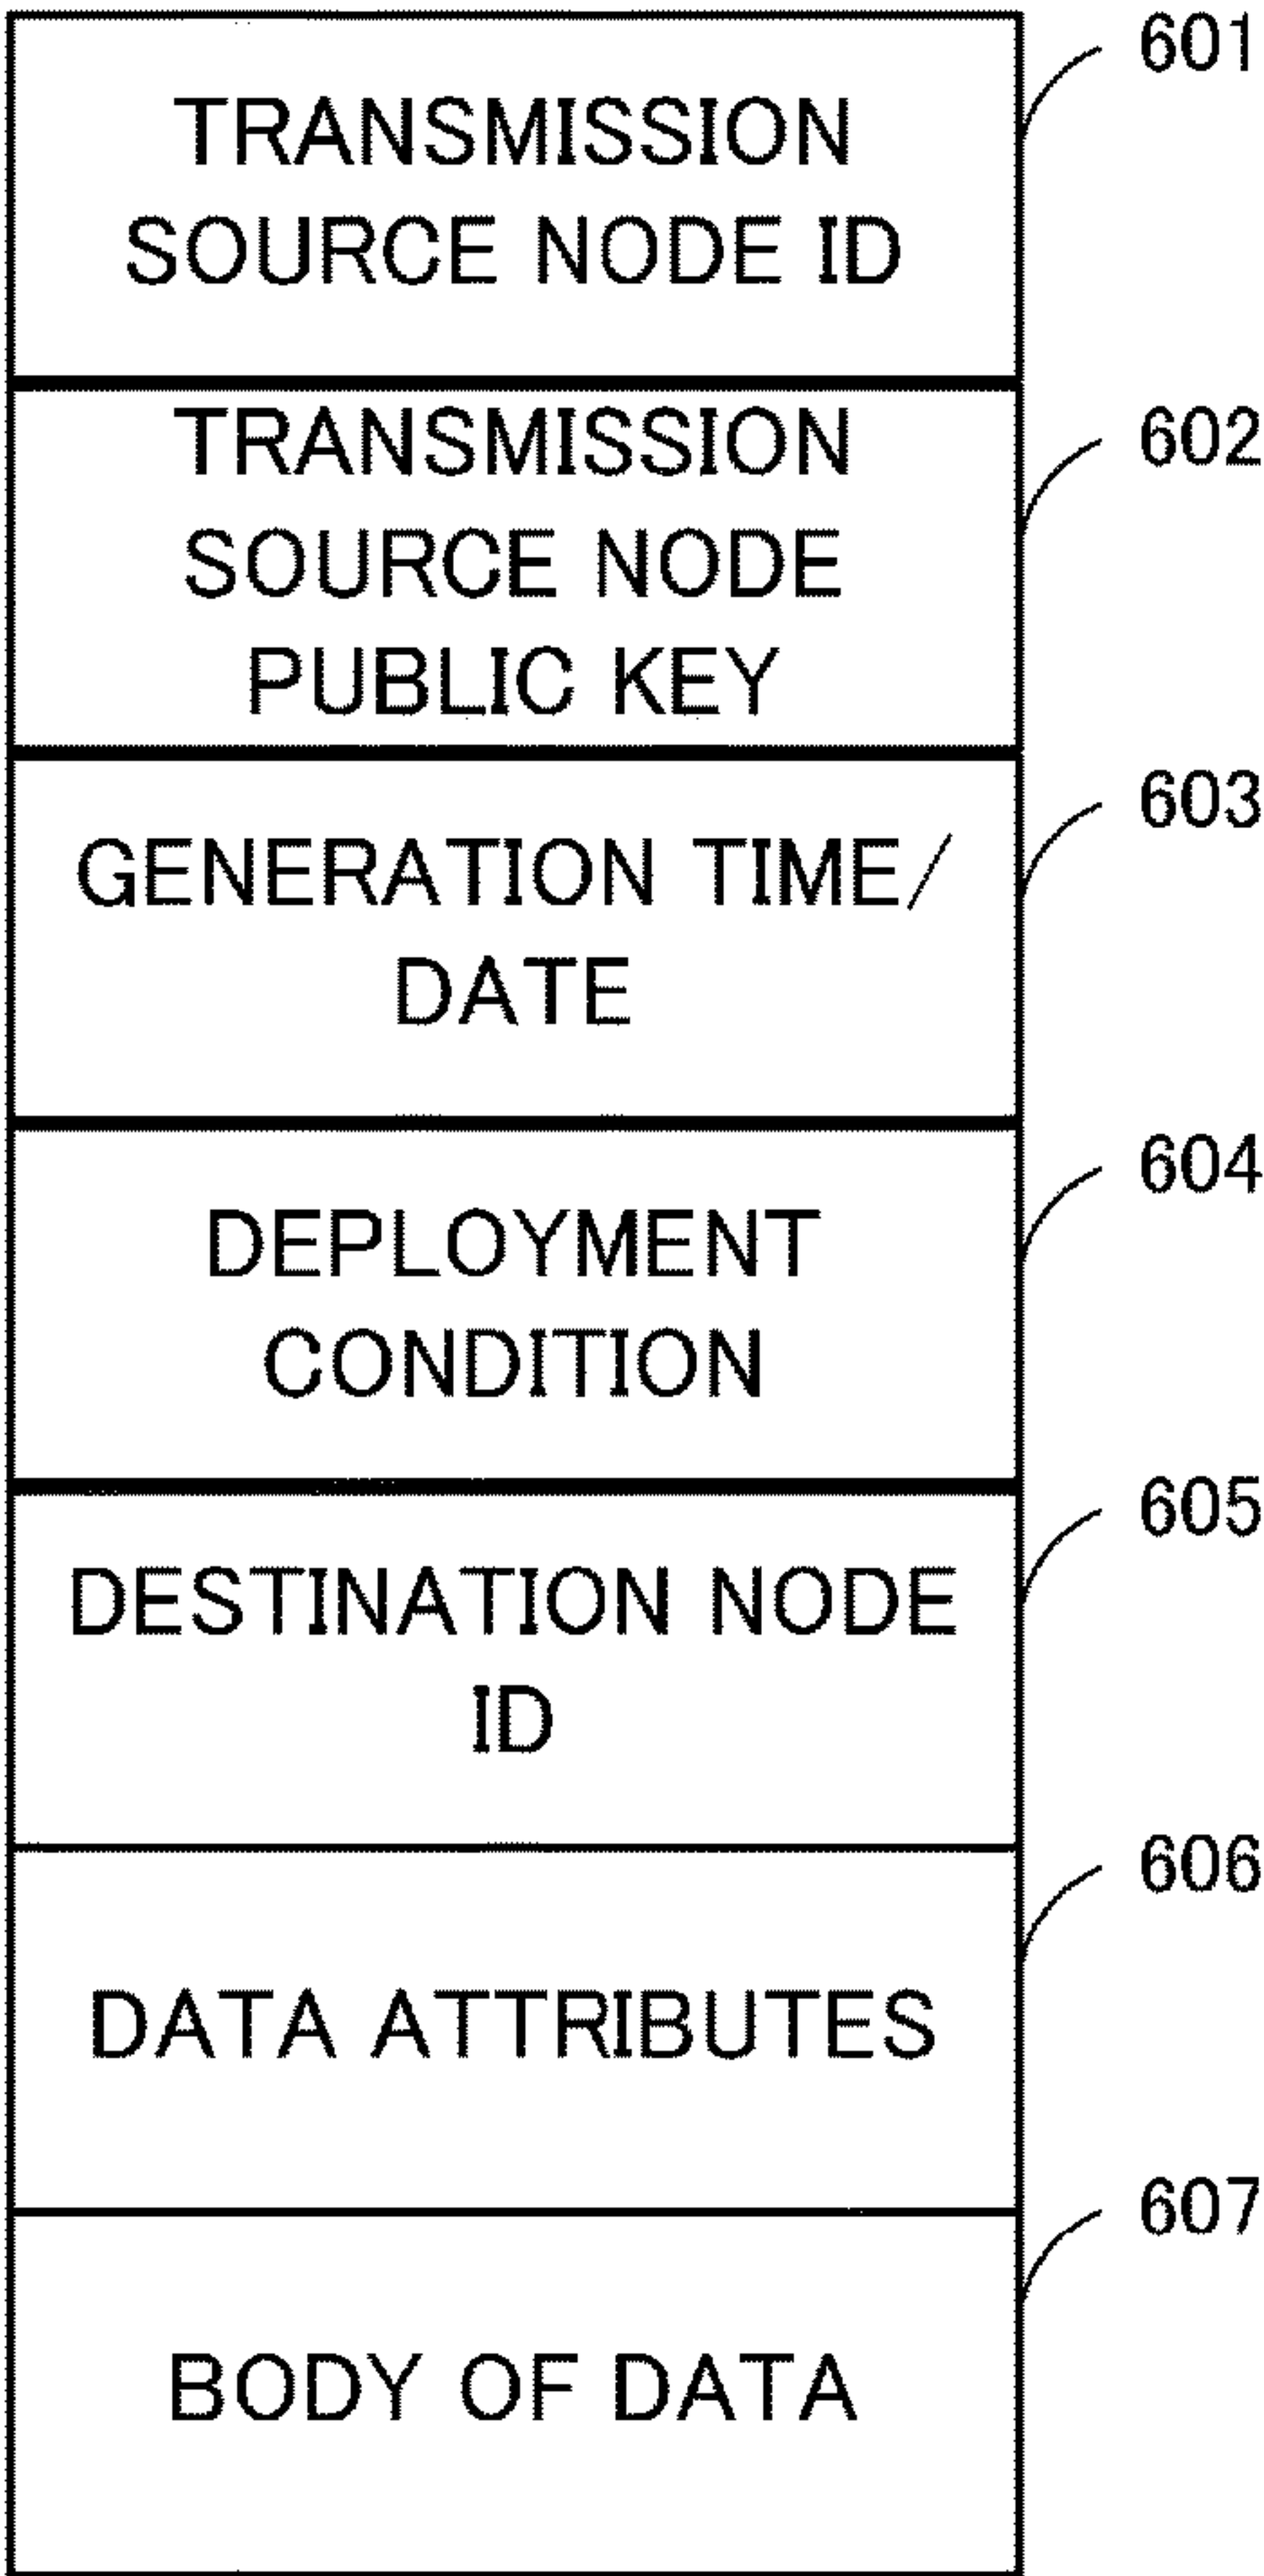 601
TRANSMISSION
SOURCE NODE ID
602
TRANSMISSION
SOURCE NODE
PUBLIC KEY
603
GENERATION TIME/
DATE
604
DEPLOYMENT
CONDITION
605
DESTINATION NODE
ID
606
DATA ATTRIBUTES
607
BODY OF DATA